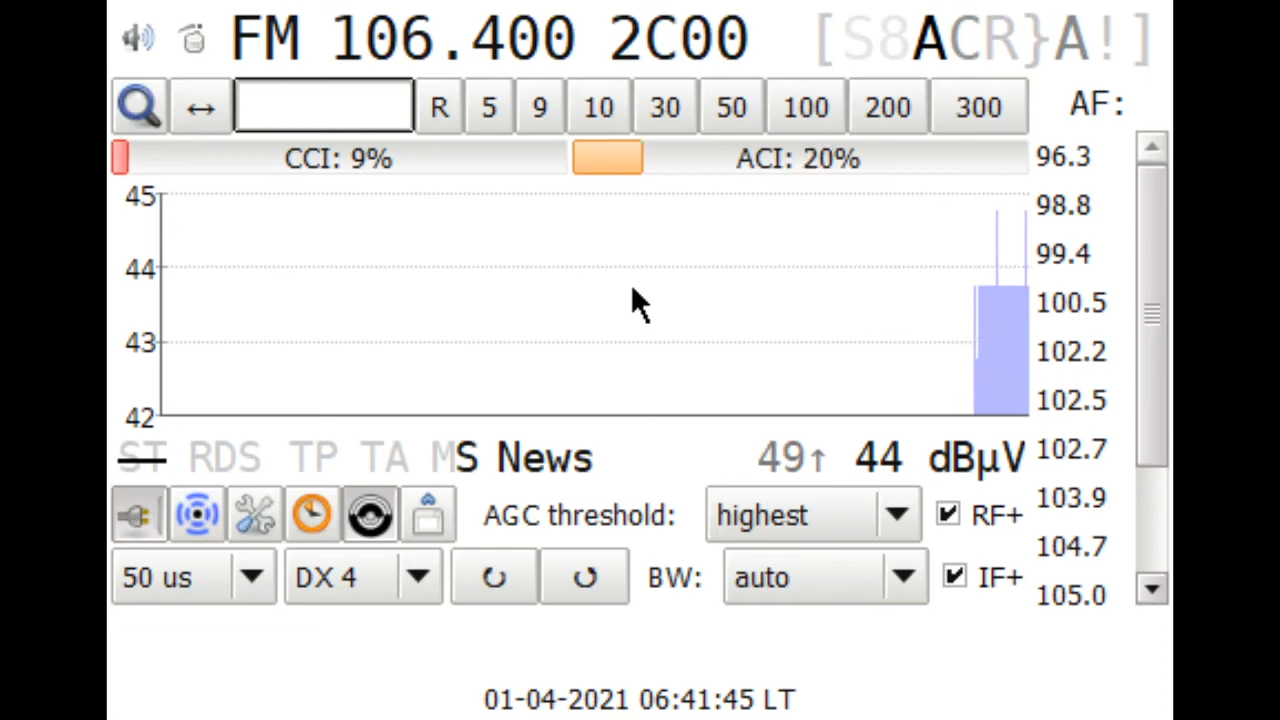 FM 106.400 2C00 [S8ACR}A!]
R 5 9 10 30 50 100 200 300 AF:
CCI: 9% ACI: 20% 96.3
45
98.8
99.4
44
100.5
43
102.2
102.5
42
ST RDS TP TA MS News 49↑ 44 dBµV 102.7
103.9
AGC threshold: highest RF+
104.7
50 us DX 4 ↻ ↺ BW: auto IF+
105.0
01-04-2021 06:41:45 LT